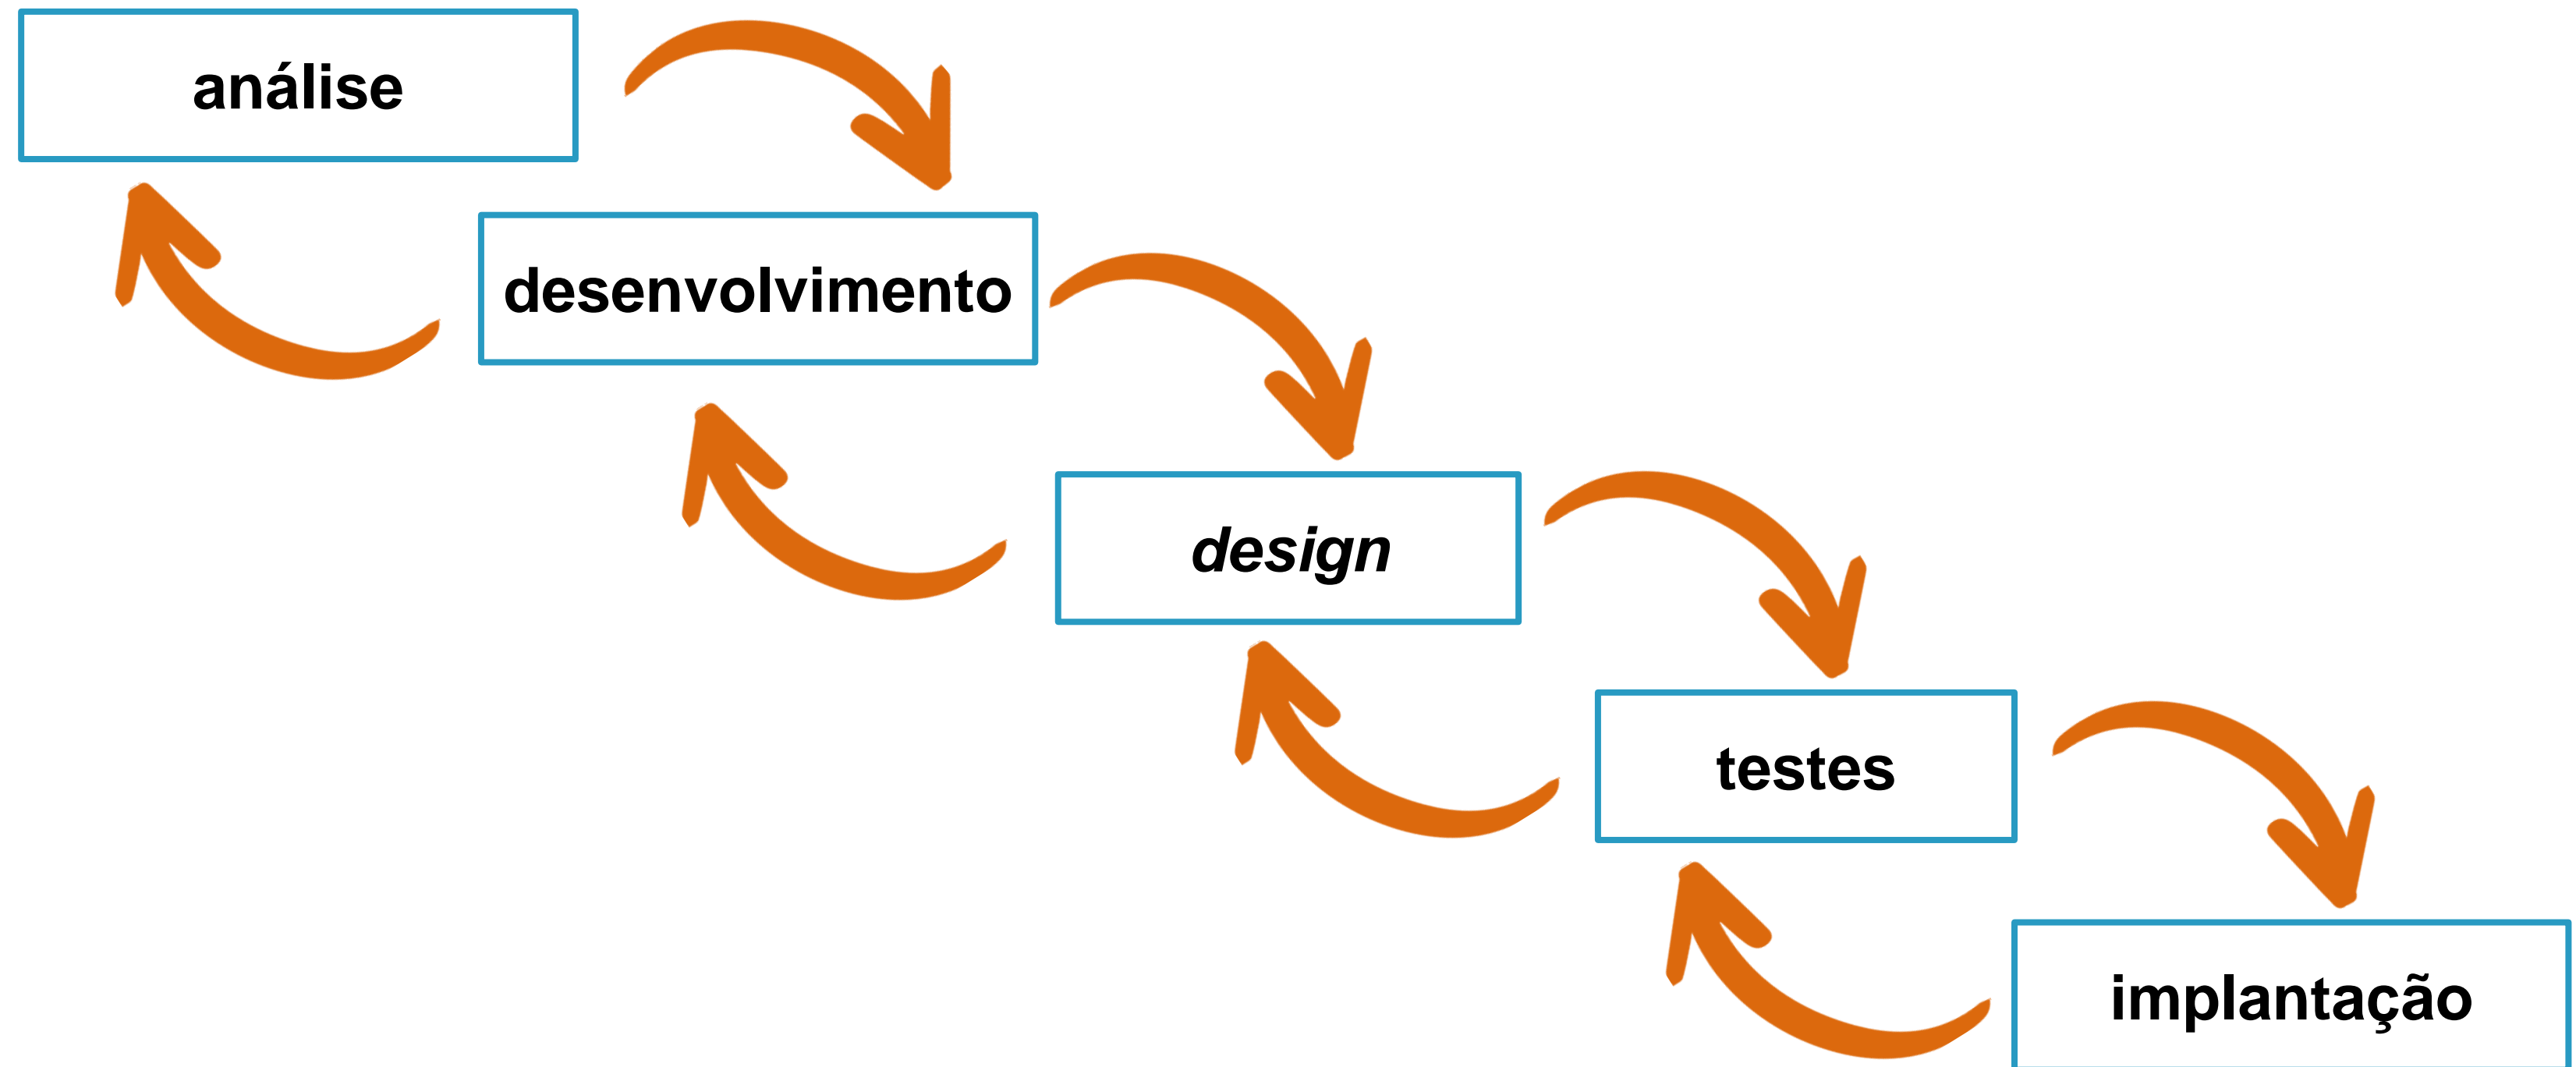 análise
desenvolvimento
design
testes
implantação